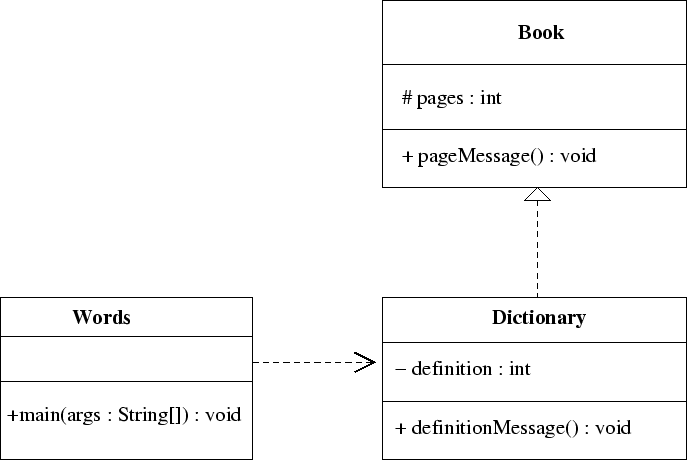 Book
# pages : int
+ pageMessage() : void
Words
+main(args : String[]) : void
Dictionary
− definition : int
+ definitionMessage() : void